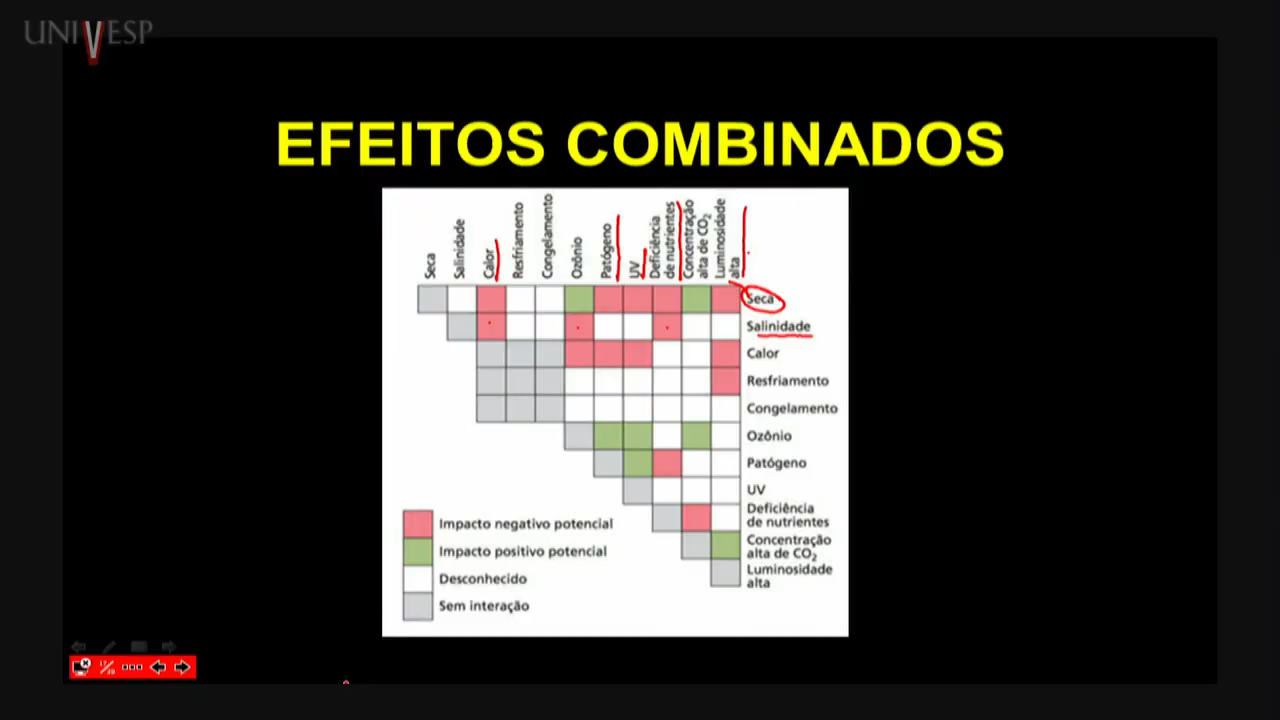 UNIVESP
EFEITOS COMBINADOS
Seca
Salinidade
Calor
Resfriamento
Congelamento
Ozônio
Patógeno
UV
Deficiência
de nutrientes
Concentração
alta de CO₂
Luminosidade
alta
Seca
Salinidade
Calor
Resfriamento
Congelamento
Ozônio
Patógeno
UV
Deficiência
de nutrientes
Concentração
alta de CO₂
Luminosidade
alta
Impacto negativo potencial
Impacto positivo potencial
Desconhecido
Sem interação